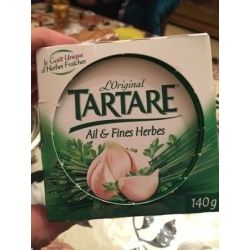 le Goût Unique
d'Herbes Fraîches
L'Original
TARTARE
Ail & Fines Herbes
140g